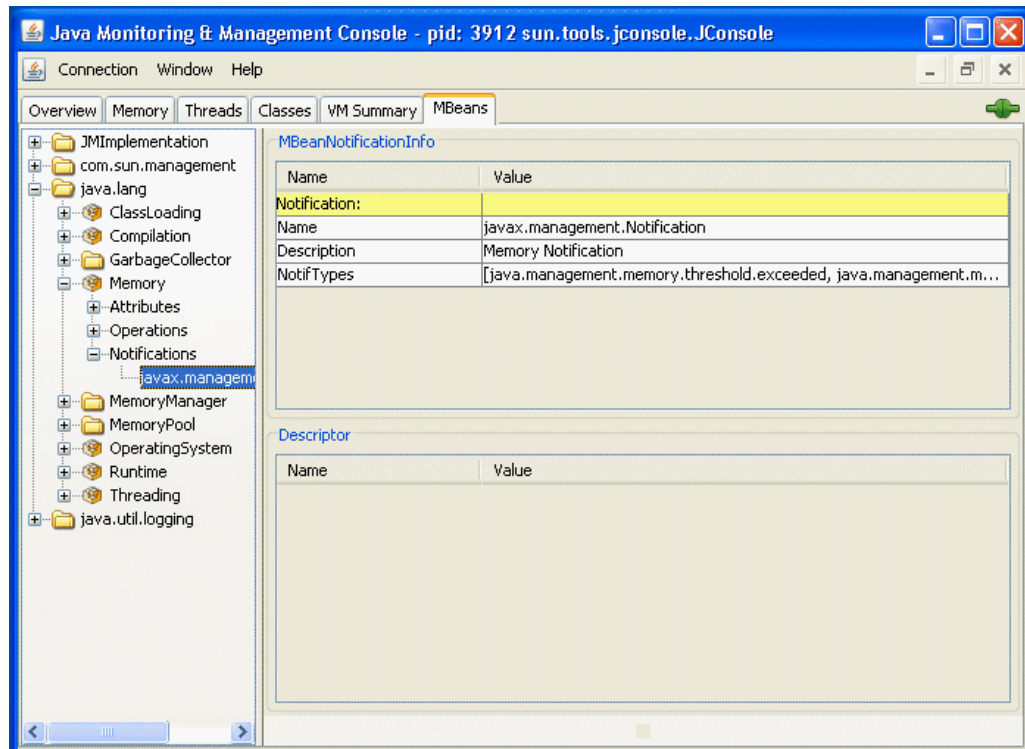 Java Monitoring & Management Console - pid: 3912 sun.tools.jconsole.JConsole
Connection Window Help
Overview Memory Threads Classes VM Summary MBeans
JMImplementation
com.sun.management
java.lang
ClassLoading
Compilation
GarbageCollector
Memory
Attributes
Operations
Notifications
javax.managem
MemoryManager
MemoryPool
OperatingSystem
Runtime
Threading
java.util.logging
MBeanNotificationInfo
Name Value
Notification:
Name javax.management.Notification
Description Memory Notification
NotifTypes [java.management.memory.threshold.exceeded, java.management.m...
Descriptor
Name Value